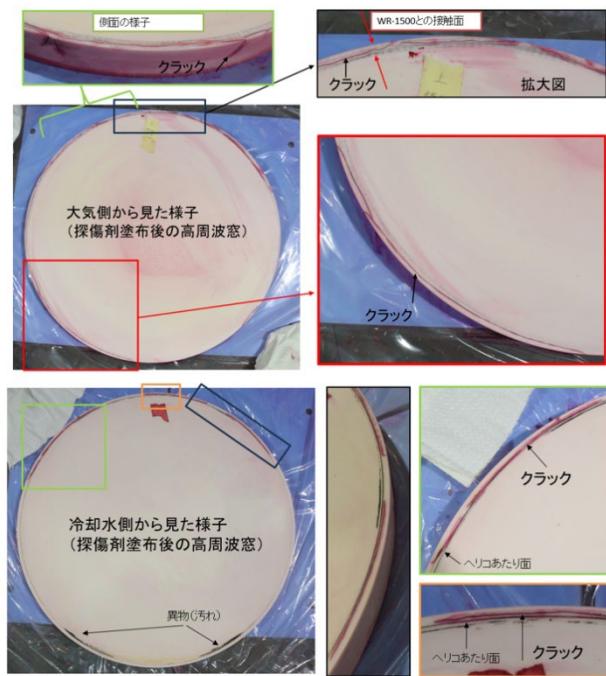 側面の様子
クラック
WR-1500との接触面
クラック
拡大図
上
大気側から見た様子
(探傷剤塗布後の高周波窓)
クラック
冷却水側から見た様子
(探傷剤塗布後の高周波窓)
異物(汚れ)
クラック
ヘリコあたり面
ヘリコあたり面
クラック